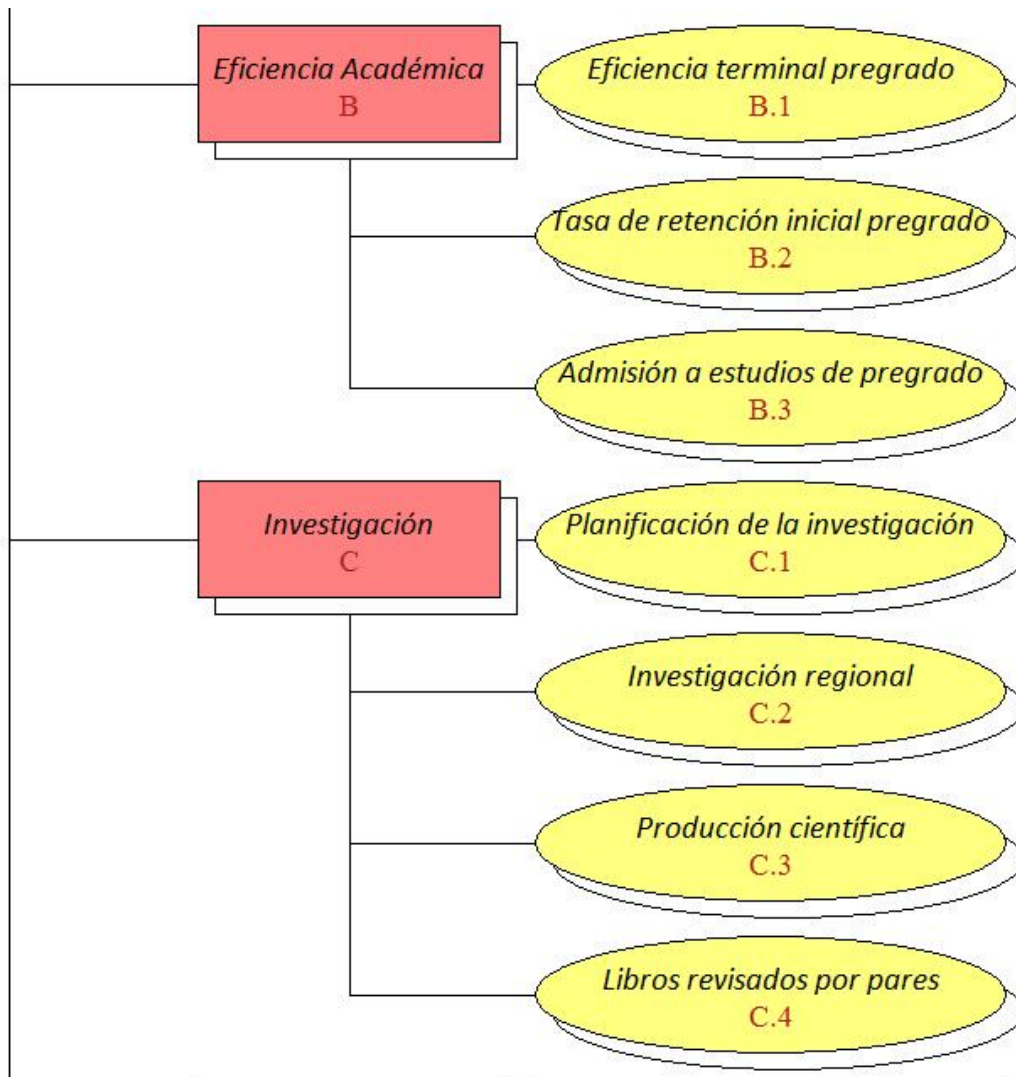 Eficiencia Académica
B
Eficiencia terminal pregrado
B.1
Tasa de retención inicial pregrado
B.2
Admisión a estudios de pregrado
B.3
Investigación
C
Planificación de la investigación
C.1
Investigación regional
C.2
Producción científica
C.3
Libros revisados por pares
C.4